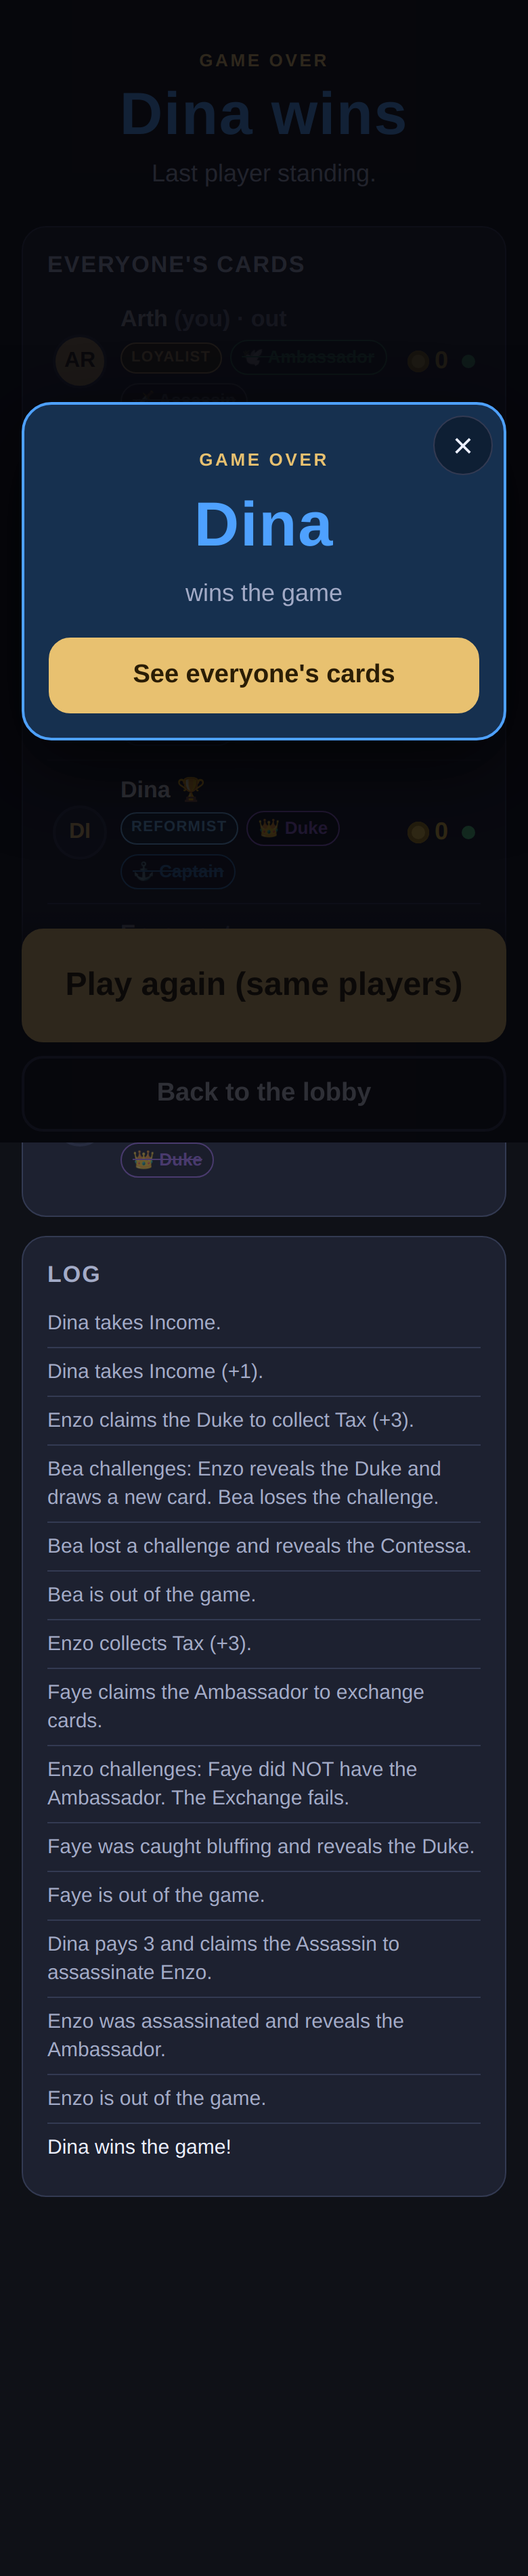 GAME OVER
Dina wins
Last player standing.
EVERYONE'S CARDS
Arth (you) · out
AR
LOYALIST
Ambassador
0
GAME OVER
×
Dina
wins the game
See everyone's cards
Dina
DI
REFORMIST
Duke
0
Captain
Play again (same players)
Back to the lobby
Duke
LOG
Dina takes Income.
Dina takes Income (+1).
Enzo claims the Duke to collect Tax (+3).
Bea challenges: Enzo reveals the Duke and
draws a new card. Bea loses the challenge.
Bea lost a challenge and reveals the Contessa.
Bea is out of the game.
Enzo collects Tax (+3).
Faye claims the Ambassador to exchange
cards.
Enzo challenges: Faye did NOT have the
Ambassador. The Exchange fails.
Faye was caught bluffing and reveals the Duke.
Faye is out of the game.
Dina pays 3 and claims the Assassin to
assassinate Enzo.
Enzo was assassinated and reveals the
Ambassador.
Enzo is out of the game.
Dina wins the game!